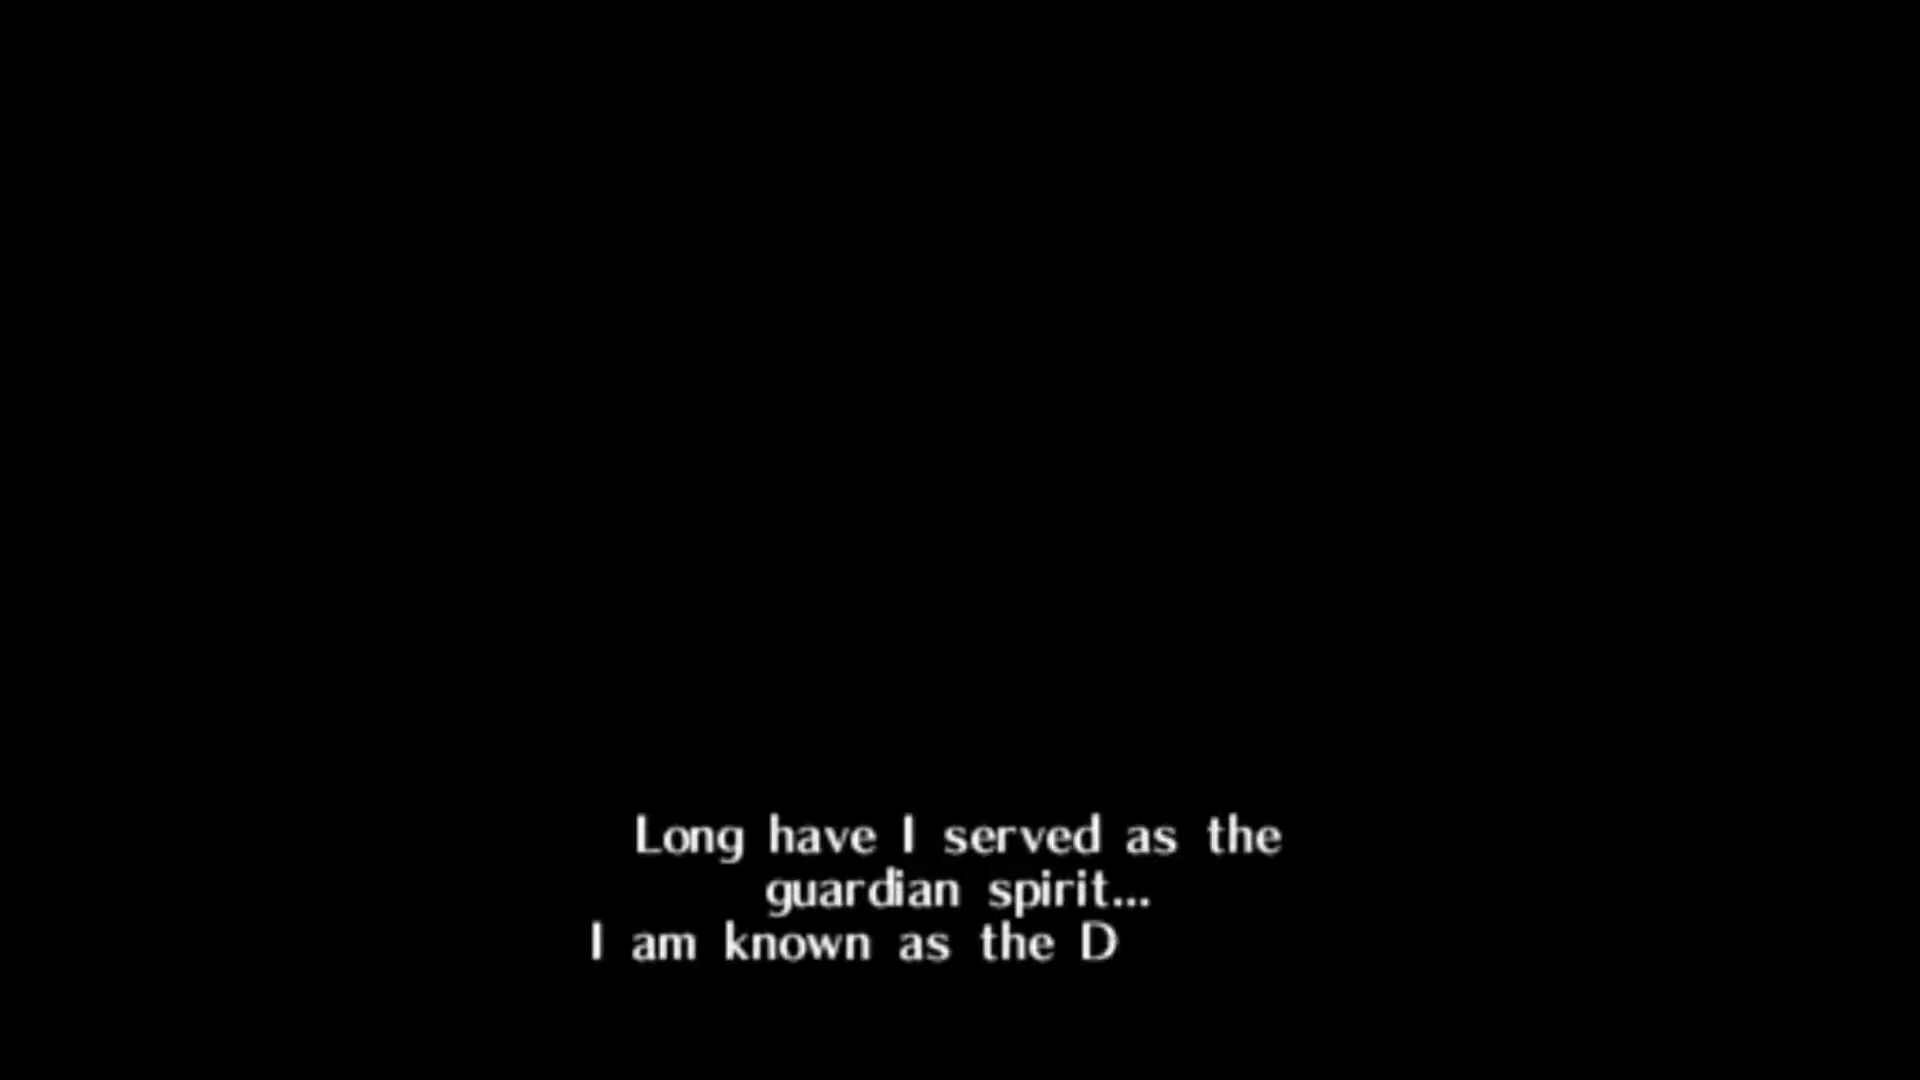 Long have I served as the
guardian spirit...
I am known as the D